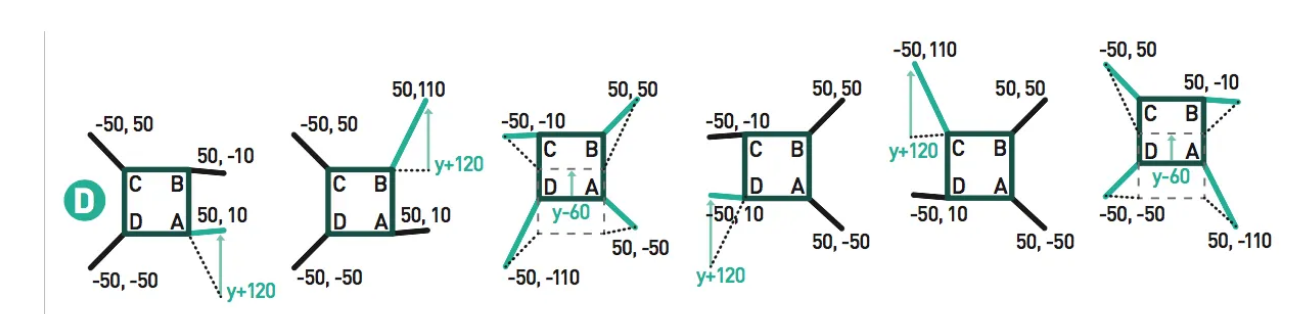 D
-50, 50
50, -10
C B
D A
50, 10
-50, -50
y+120
50,110
-50, 50
y+120
C B
D A
50, 10
-50, -50
50, 50
-50, -10
C B
D A
y-60
50, -50
-50, -110
50, 50
-50, -10
C B
D A
-50, 10
50, -50
y+120
-50, 110
50, 50
y+120
C B
D A
-50, 10
50, -50
-50, 50
50, -10
C B
D A
y-60
-50, -50
50, -110